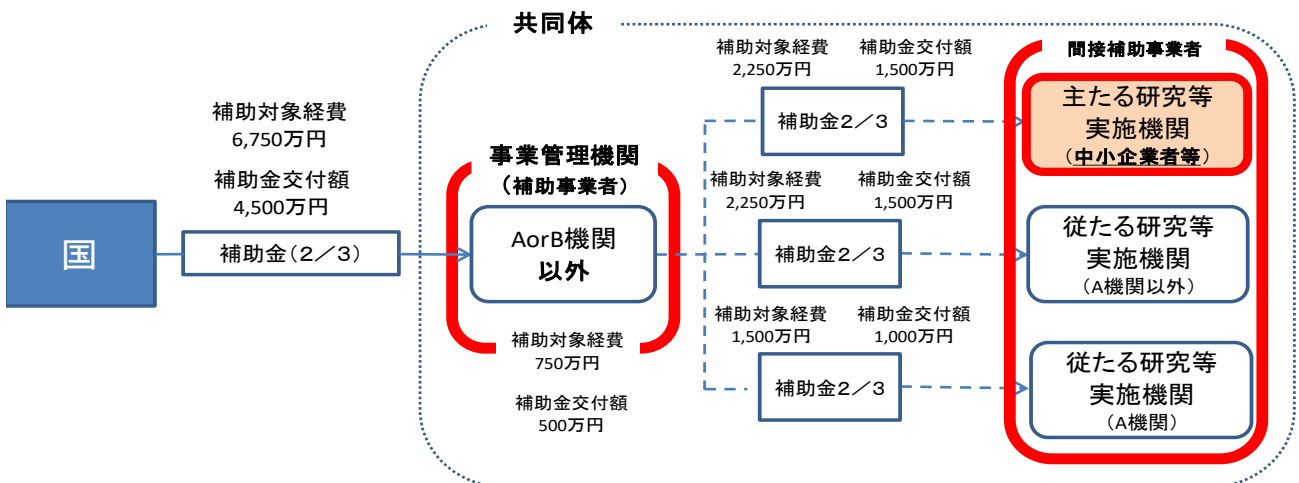 共同体
補助対象経費
6,750万円
補助金交付額
4,500万円
国
補助金(2/3)
事業管理機関
(補助事業者)
AorB機関
以外
補助対象経費
750万円
補助金交付額
500万円
補助対象経費
2,250万円
補助金交付額
1,500万円
補助金2/3
補助対象経費
2,250万円
補助金交付額
1,500万円
補助金2/3
補助対象経費
1,500万円
補助金交付額
1,000万円
補助金2/3
間接補助事業者
主たる研究等
実施機関
(中小企業者等)
従たる研究等
実施機関
(A機関以外)
従たる研究等
実施機関
(A機関)